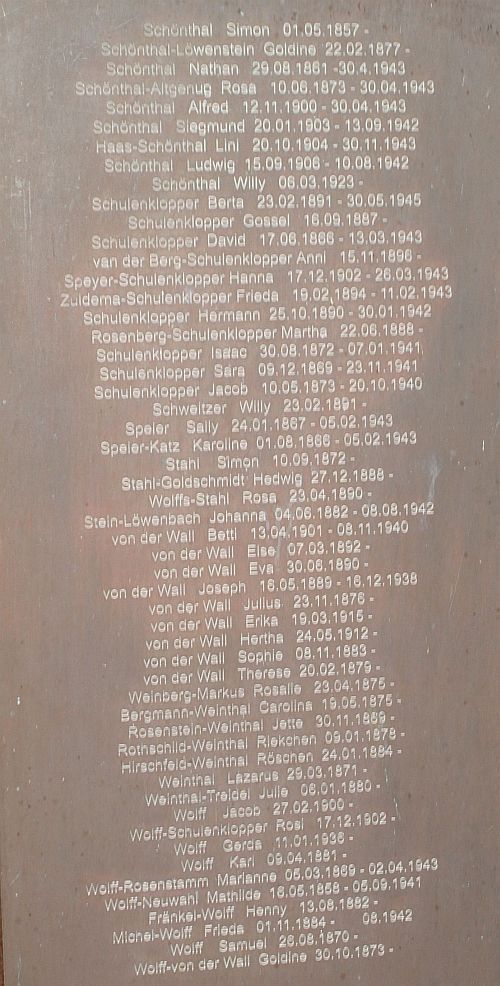 Schönthal Simon 01.05.1857 -
Schönthal-Löwenstein Goldine 22.02.1877 -
Schönthal Nathan 29.08.1861 -30.4.1943
Schönthal-Altgenug Rosa 10.06.1873 - 30.04.1943
Schönthal Alfred 12.11.1900 - 30.04.1943
Schönthal Siegmund 20.01.1903 - 13.09.1942
Haas-Schönthal Lini 20.10.1904 - 30.11.1943
Schönthal Ludwig 15.09.1906 - 10.08.1942
Schönthal Willy 06.03.1923 -
Schulenklopper Berta 23.02.1891 - 30.05.1945
Schulenklopper Gossel 16.09.1887 -
Schulenklopper David 17.06.1866 - 13.03.1943
van der Berg-Schulenklopper Anni 15.11.1896 -
Speyer-Schulenklopper Hanna 17.12.1902 - 26.03.1943
Zuidema-Schulenklopper Frieda 19.02.1894 - 11.02.1943
Schulenklopper Hermann 25.10.1890 - 30.01.1942
Rosenberg-Schulenklopper Martha 22.06.1888 -
Schulenklopper Isaac 30.08.1872 - 07.01.1941
Schulenklopper Sara 09.12.1869 - 23.11.1941
Schulenklopper Jacob 10.05.1873 - 20.10.1940
Schweitzer Willy 23.02.1891 -
Speier Sally 24.01.1867 - 05.02.1943
Speier-Katz Karoline 01.08.1866 - 05.02.1943
Stahl Simon 10.09.1872 -
Stahl-Goldschmidt Hedwig 27.12.1888 -
Wolffs-Stahl Rosa 23.04.1890 -
Stein-Löwenbach Johanna 04.06.1882 - 08.08.1942
von der Wall Betti 13.04.1901 - 08.11.1940
von der Wall Else 07.03.1892 -
von der Wall Eva 30.06.1890 -
von der Wall Joseph 16.05.1889 - 16.12.1938
von der Wall Julius 23.11.1876 -
von der Wall Erika 19.03.1915 -
von der Wall Hertha 24.05.1912 -
von der Wall Sophie 08.11.1883 -
von der Wall Therese 20.02.1879 -
Weinberg-Markus Rosalie 23.04.1875 -
Bergmann-Weinthal Carolina 19.05.1875 -
Rosenstein-Weinthal Jette 30.11.1869 -
Rothschild-Weinthal Riekchen 09.01.1878 -
Hirschfeld-Weinthal Röschen 24.01.1884 -
Weinthal Lazarus 29.03.1871 -
Weinthal-Treidel Julie 06.01.1880 -
Wolff Jacob 27.02.1900 -
Wolff-Schulenklopper Rosi 17.12.1902 -
Wolff Gerda 11.01.1936 -
Wolff Karl 09.04.1881 -
Wolff-Rosenstamm Marianne 05.03.1869 - 02.04.1943
Wolff-Neuwahl Mathilde 16.05.1858 - 05.09.1941
Fränkel-Wolff Henny 13.08.1882 -
Michel-Wolff Frieda 01.11.1884 - 08.1942
Wolff Samuel 26.08.1870 -
Wolff-von der Wall Goldine 30.10.1873 -